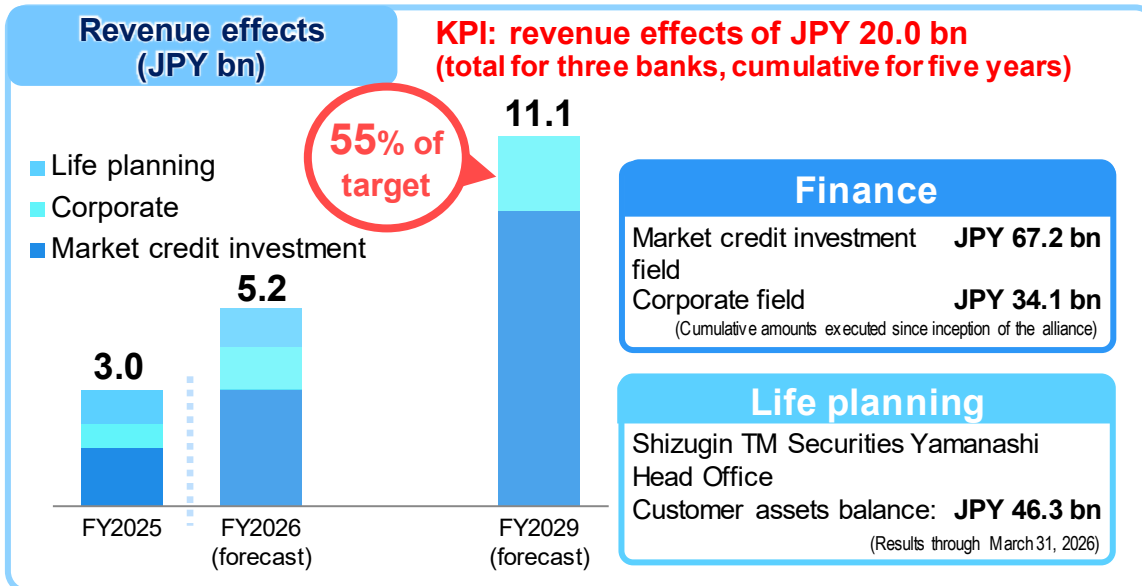 Revenue effects
(JPY bn)
KPI: revenue effects of JPY 20.0 bn
(total for three banks, cumulative for five years)
Life planning
Corporate
Market credit investment
55% of
target
3.0
5.2
11.1
FY2025
FY2026
(forecast)
FY2029
(forecast)
Finance
Market credit investment JPY 67.2 bn
field
Corporate field JPY 34.1 bn
(Cumulative amounts executed since inception of the alliance)
Life planning
Shizugin TM Securities Yamanashi
Head Office
Customer assets balance: JPY 46.3 bn
(Results through March 31, 2026)